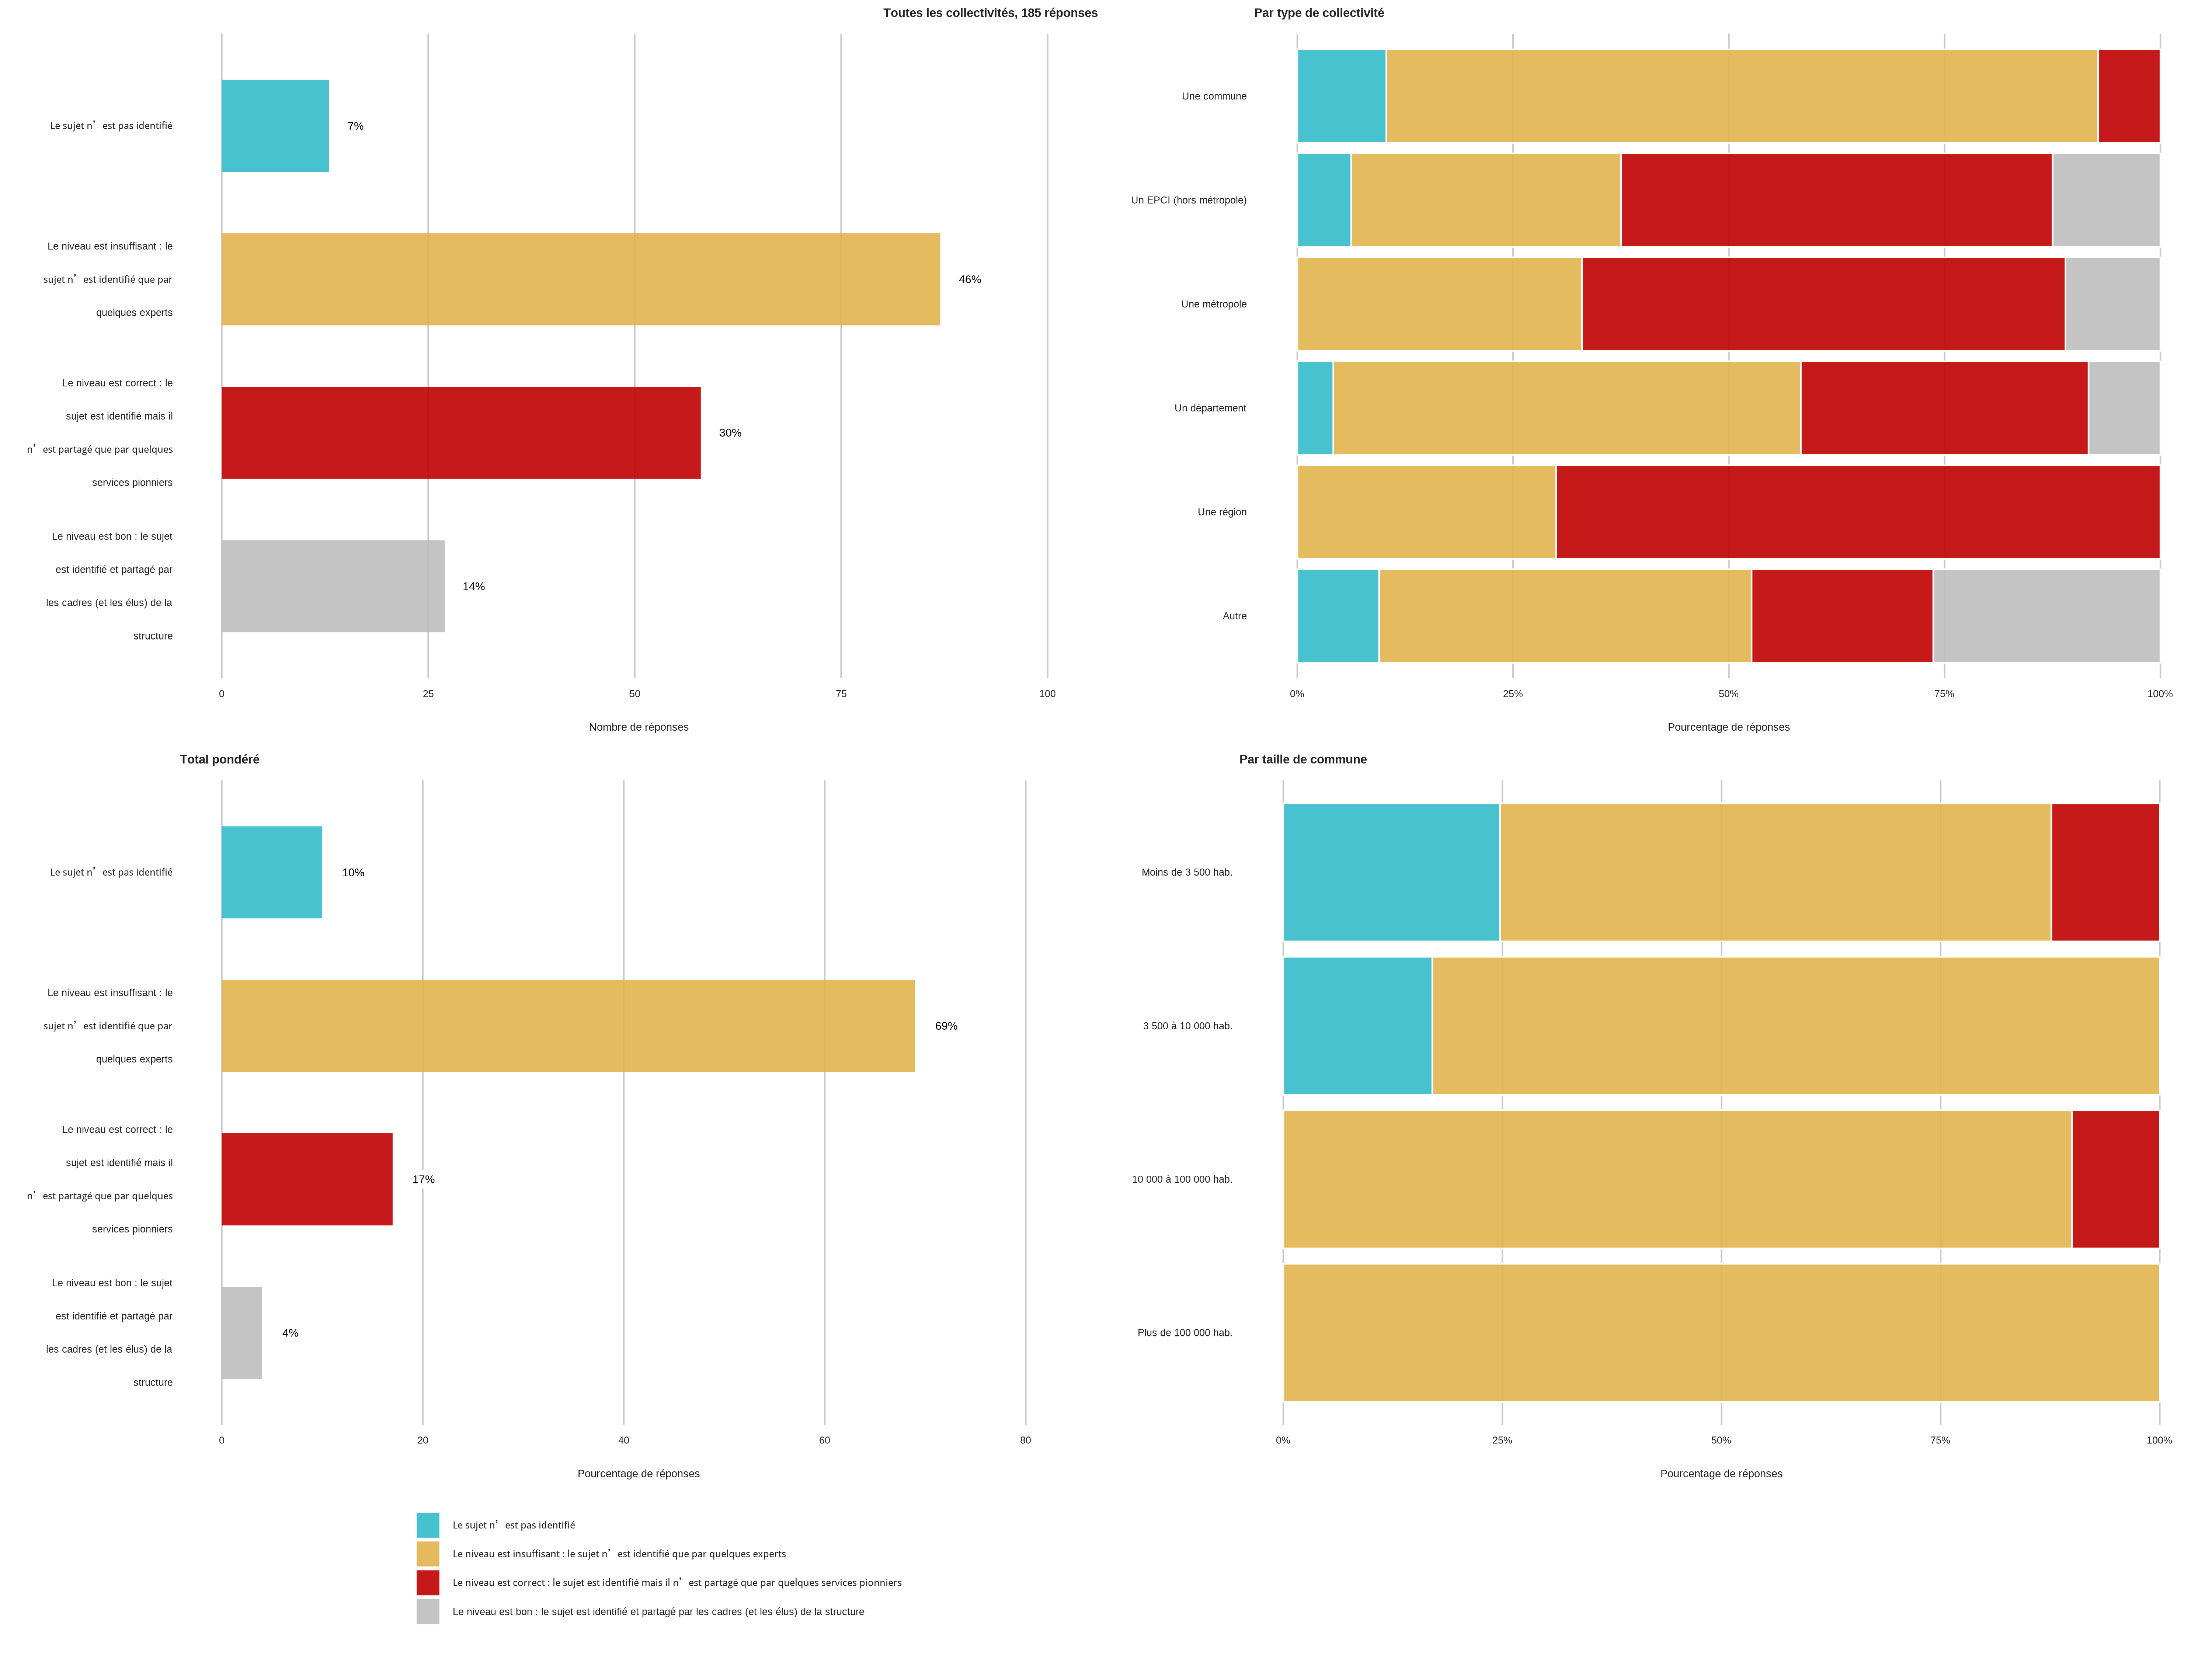 Toutes les collectivités, 185 réponses
Le sujet n’est pas identifié
7%
Le niveau est insuffisant : le
sujet n’est identifié que par
quelques experts
46%
Le niveau est correct : le
sujet est identifié mais il
n’est partagé que par quelques
services pionniers
30%
Le niveau est bon : le sujet
est identifié et partagé par
les cadres (et les élus) de la
structure
14%
0 25 50 75 100
Nombre de réponses
Par type de collectivité
Une commune
Un EPCI (hors métropole)
Une métropole
Un département
Une région
Autre
0% 25% 50% 75% 100%
Pourcentage de réponses
Total pondéré
Le sujet n’est pas identifié
10%
Le niveau est insuffisant : le
sujet n’est identifié que par
quelques experts
69%
Le niveau est correct : le
sujet est identifié mais il
n’est partagé que par quelques
services pionniers
17%
Le niveau est bon : le sujet
est identifié et partagé par
les cadres (et les élus) de la
structure
4%
0 20 40 60 80
Pourcentage de réponses
Par taille de commune
Moins de 3 500 hab.
3 500 à 10 000 hab.
10 000 à 100 000 hab.
Plus de 100 000 hab.
0% 25% 50% 75% 100%
Pourcentage de réponses
Le sujet n’est pas identifié
Le niveau est insuffisant : le sujet n’est identifié que par quelques experts
Le niveau est correct : le sujet est identifié mais il n’est partagé que par quelques services pionniers
Le niveau est bon : le sujet est identifié et partagé par les cadres (et les élus) de la structure